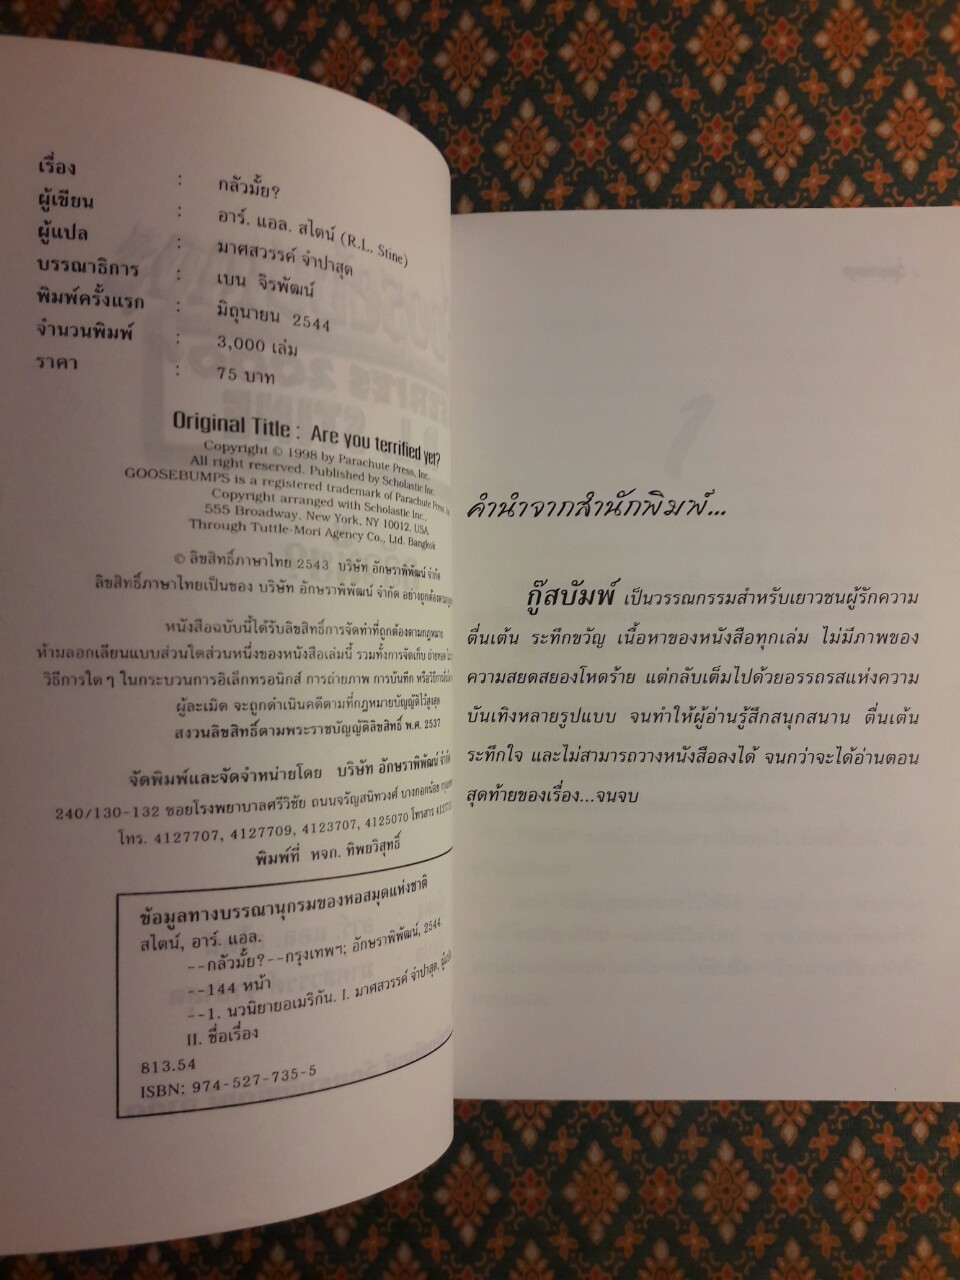 เรื่อง : กลัวมั้ย?
ผู้เขียน : อาร์. แอล. สไตน์ (R.L. Stine)
ผู้แปล : มาศสวรรค์ จำปาสุต
บรรณาธิการ : เบน จิรพัฒน์
พิมพ์ครั้งแรก : มิถุนายน 2544
จำนวนพิมพ์ : 3,000 เล่ม
ราคา : 75 บาท
Original Title : Are you terrified yet?
Copyright © 1998 by Parachute Press, Inc.
All right reserved. Published by Scholastic Inc.
GOOSEBUMPS is a registered trademark of Parachute Press, Inc
Copyright arranged with Scholastic Inc.,
555 Broadway, New York, NY 10012, USA
Through Tuttle-Mori Agency Co., Ltd. Bangkok
© ลิขสิทธิ์ภาษาไทย 2543 บริษัท อักษราพิพัฒน์ จำกัด
ลิขสิทธิ์ภาษาไทยเป็นของ บริษัท อักษราพิพัฒน์ จำกัด อย่างถูกต้องตาม
หนังสือฉบับนี้ได้รับลิขสิทธิ์การจัดทำที่ถูกต้องตามกฎหมาย
ห้ามลอกเลียนแบบส่วนใดส่วนหนึ่งของหนังสือเล่มนี้ รวมทั้งการจัดเก็บ ถ่ายทอด
วิธีการใด ๆ ในกระบวนการอิเล็กทรอนิกส์ การถ่ายภาพ การบันทึก หรือวิธีการ
ผู้ละเมิด จะถูกดำเนินคดีตามที่กฎหมายบัญญัติไว้สูงสุด
สงวนลิขสิทธิ์ตามพระราชบัญญัติลิขสิทธิ์ พ.ศ. 2537
จัดพิมพ์และจัดจำหน่ายโดย บริษัท อักษราพิพัฒน์ จำกัด
240/130-132 ซอยโรงพยาบาลศรีวิชัย ถนนจรัญสนิทวงศ์ บางกอกน้อย
โทร. 4127707, 4127709, 4123707, 4125070 โทรสาร
พิมพ์ที่ หจก. ทิพยวิสุทธิ์
ข้อมูลทางบรรณานุกรมของหอสมุดแห่งชาติ
สไตน์, อาร์. แอล.
--กลัวมั้ย?--กรุงเทพฯ; อักษราพิพัฒน์, 2544.
--144 หน้า
--1. นวนิยายอเมริกัน. I. มาศสวรรค์ จำปาสุต,
II. ชื่อเรื่อง
813.54
ISBN: 974-527-735-5
คำนำจากสำนักพิมพ์...
กู๊สบัมพ์ เป็นวรรณกรรมสำหรับเยาวชนผู้รักความ
ตื่นเต้น ระทึกขวัญ เนื้อหาของหนังสือทุกเล่ม ไม่มีภาพของ
ความสยดสยองโหดร้าย แต่กลับเต็มไปด้วยอรรถรสแห่งความ
บันเทิงหลายรูปแบบ จนทำให้ผู้อ่านรู้สึกสนุกสนาน ตื่นเต้น
ระทึกใจ และไม่สามารถวางหนังสือลงได้ จนกว่าจะได้อ่านตอน
สุดท้ายของเรื่อง...จนจบ